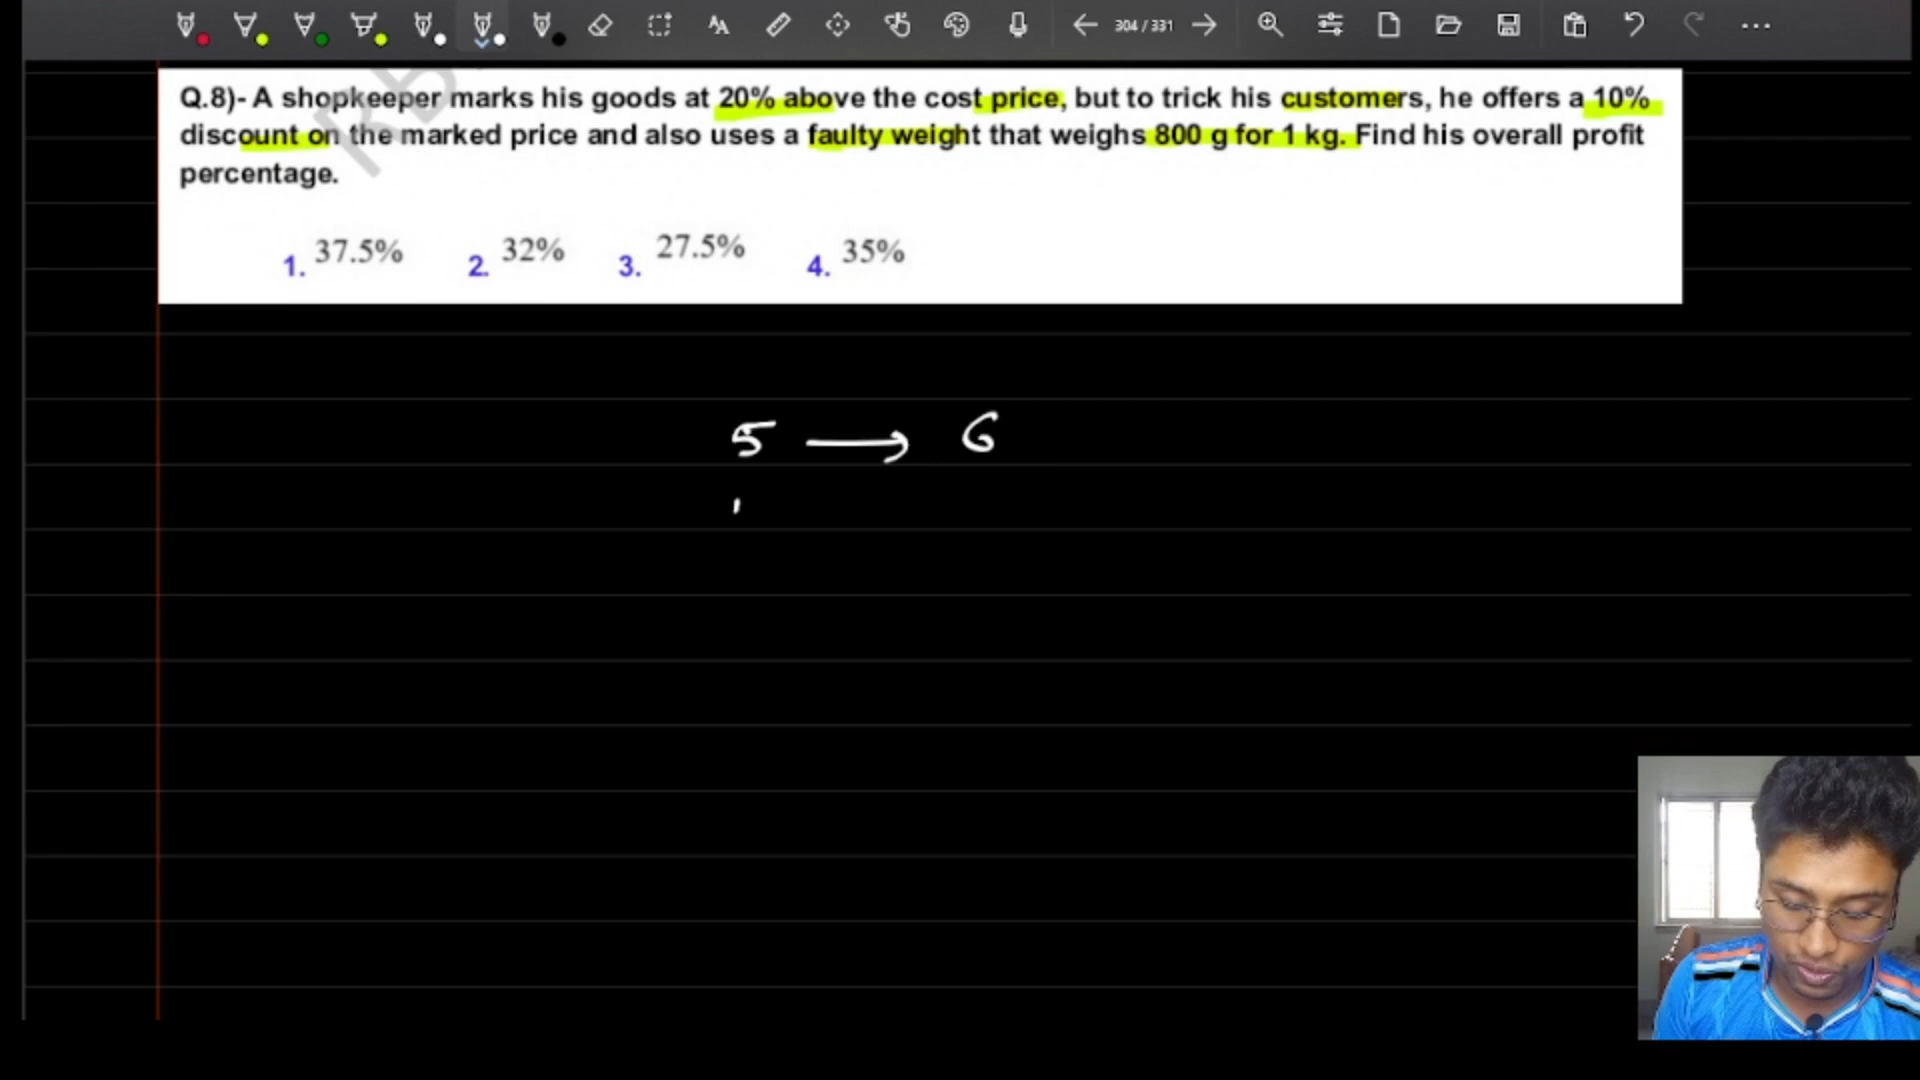 304 / 331
Q.8)- A shopkeeper marks his goods at 20% above the cost price, but to trick his customers, he offers a 10%
discount on the marked price and also uses a faulty weight that weighs 800 g for 1 kg. Find his overall profit
percentage.
1. 37.5% 2. 32% 3. 27.5% 4. 35%
5 → 6